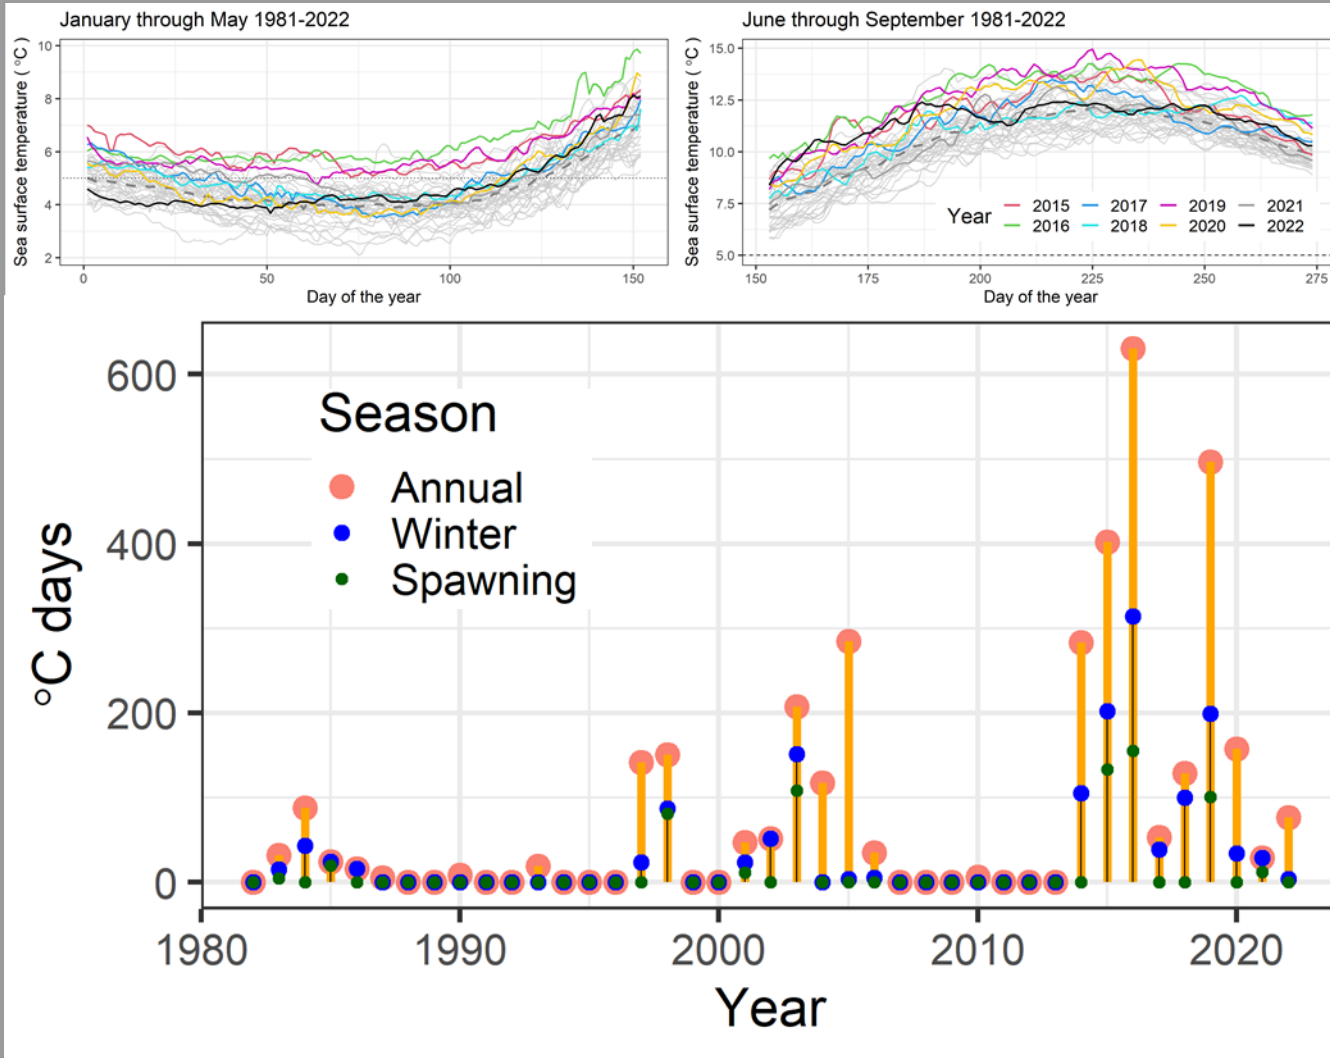 January through May 1981-2022
Sea surface temperature ( °C )
10
8
6
4
2
0
50
100
150
Day of the year
June through September 1981-2022
Sea surface temperature ( °C )
15.0
12.5
10.0
7.5
5.0
Year
2015
2017
2019
2021
2016
2018
2020
2022
150
175
200
225
250
275
Day of the year
°C days
600
400
200
0
Season
Annual
Winter
Spawning
1980
1990
2000
2010
2020
Year